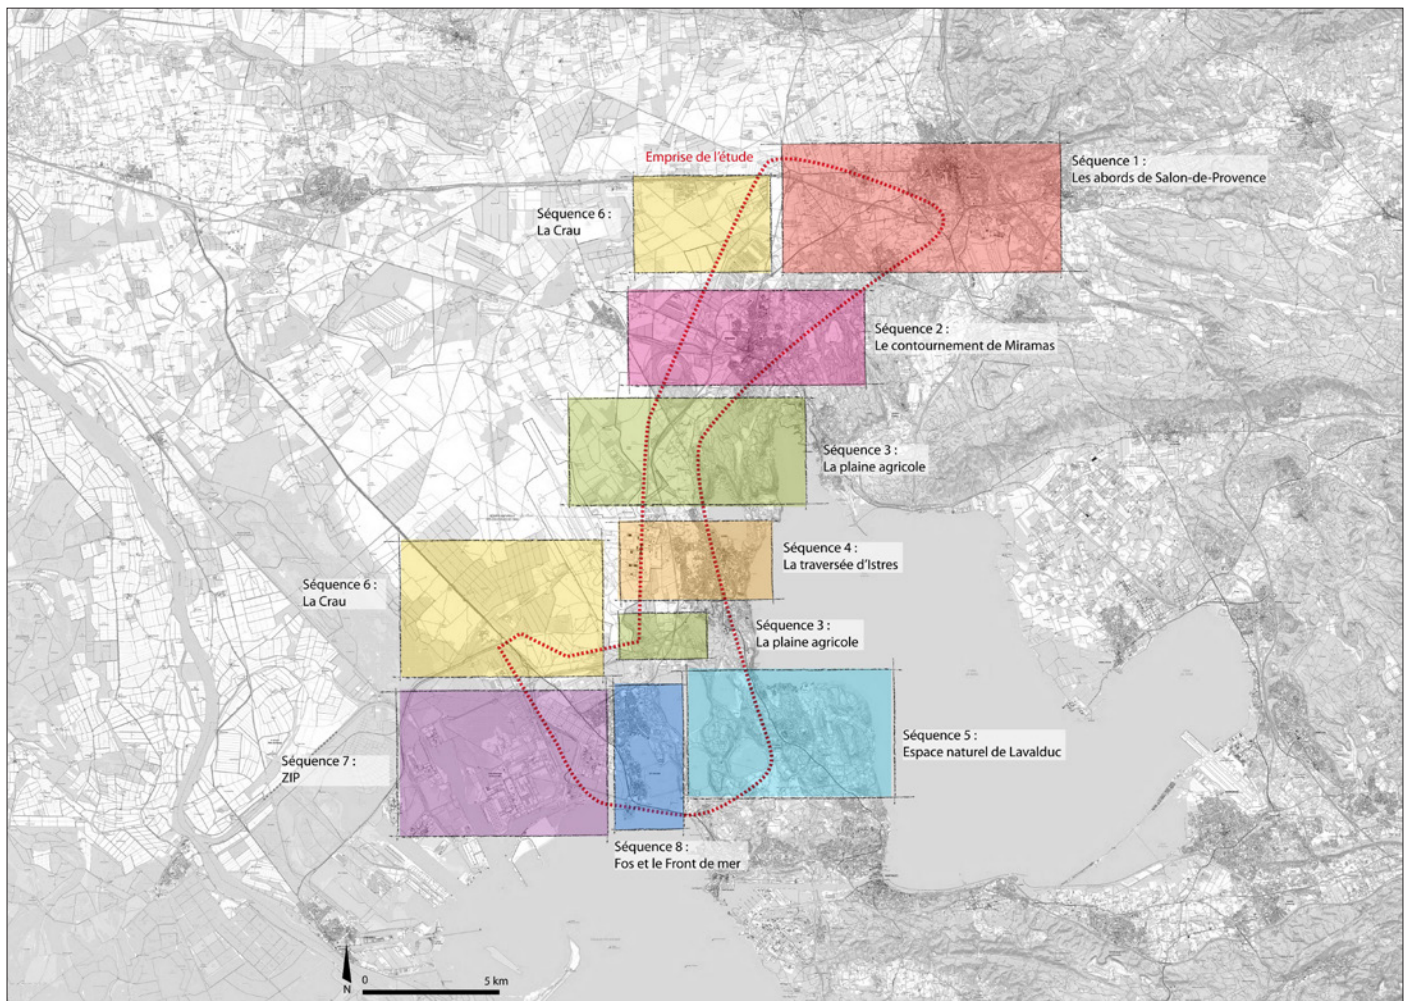 Emprise de l'étude
Séquence 1 :
Les abords de Salon-de-Provence
Séquence 6 :
La Crau
Séquence 2 :
Le contournement de Miramas
Séquence 3 :
La plaine agricole
Séquence 4 :
La traversée d'Istres
Séquence 6 :
La Crau
Séquence 3 :
La plaine agricole
Séquence 5 :
Espace naturel de Lavalduc
Séquence 7 :
ZIP
Séquence 8 :
Fos et le Front de mer
N
0
5 km